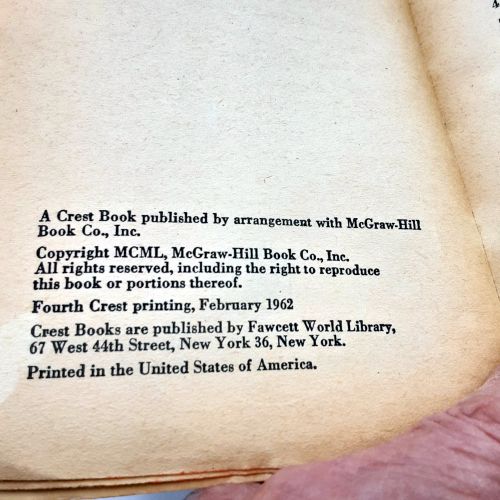 A Crest Book published by arrangement with McGraw-Hill
Book Co., Inc.
Copyright MCML, McGraw-Hill Book Co., Inc.
All rights reserved, including the right to reproduce
this book or portions thereof.
Fourth Crest printing, February 1962
Crest Books are published by Fawcett World Library,
67 West 44th Street, New York 36, New York.
Printed in the United States of America.